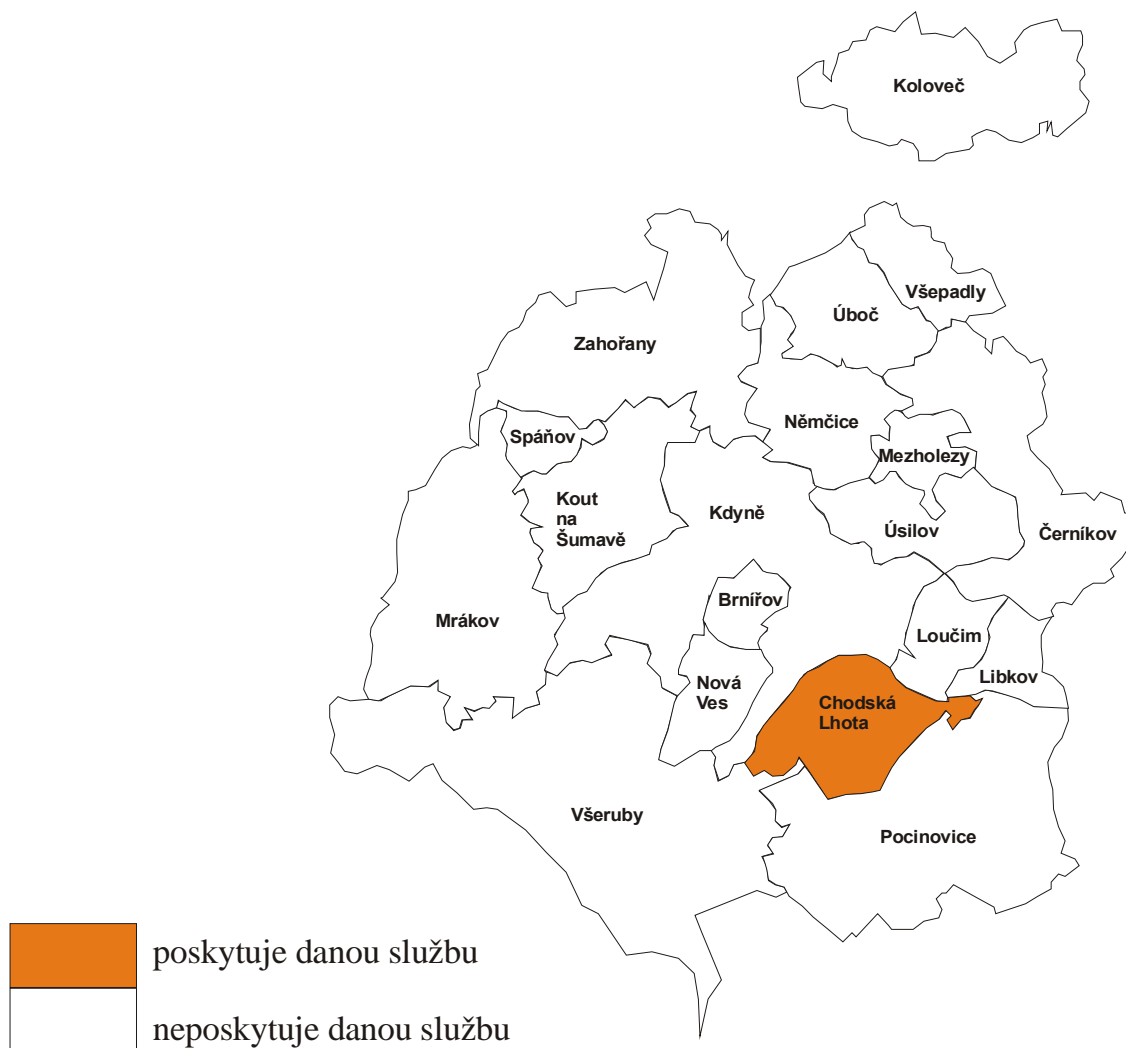 Koloveč
Všepadly
Úboč
Zahořany
Němčice
Spáňov
Mezholezy
Kout
na
Šumavě
Kdyně
Úsilov
Černíkov
Brnířov
Mrákov
Loučim
Libkov
Nová
Ves
Chodská
Lhota
Všeruby
Pocinovice
poskytuje danou službu
neposkytuje danou službu